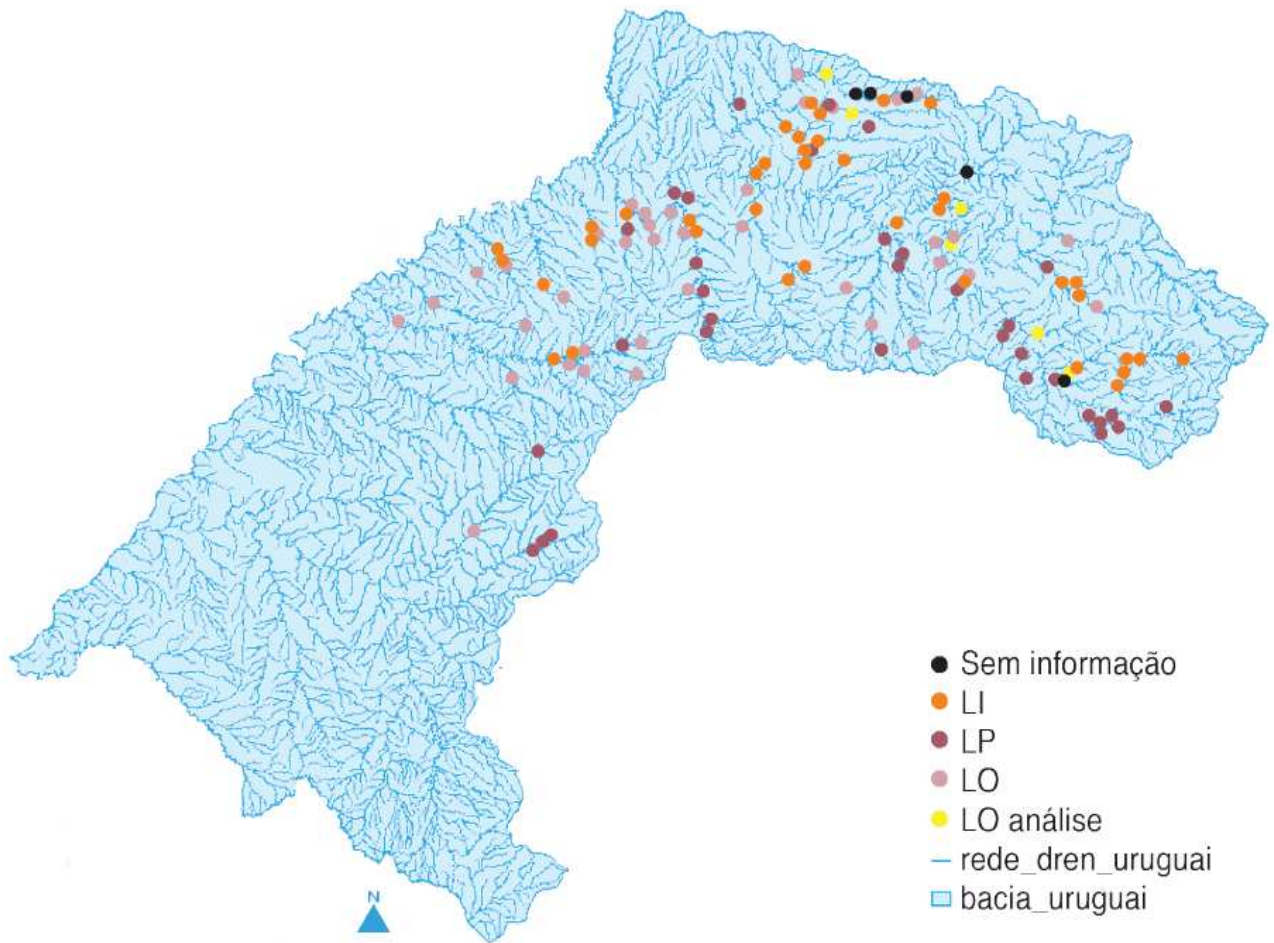 Sem informação
LI
LP
LO
LO análise
rede_dren_uruguai
bacia_uruguai
N